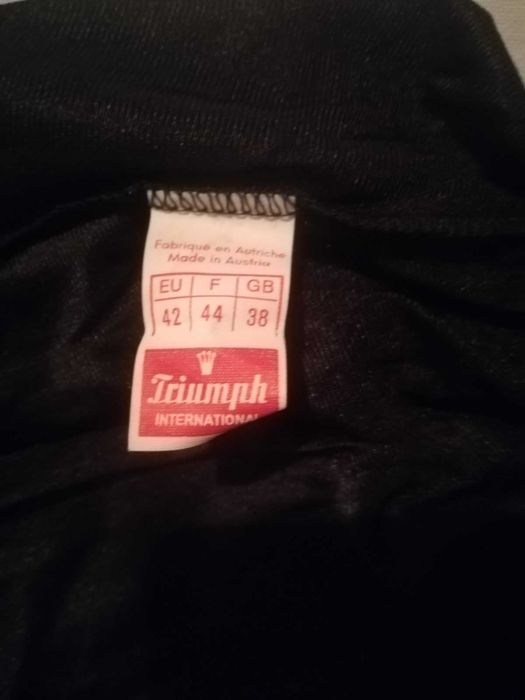 Fabriqué en Autriche
Made in Austria
EU F GB
42 44 38
Triumph
INTERNATIONAL